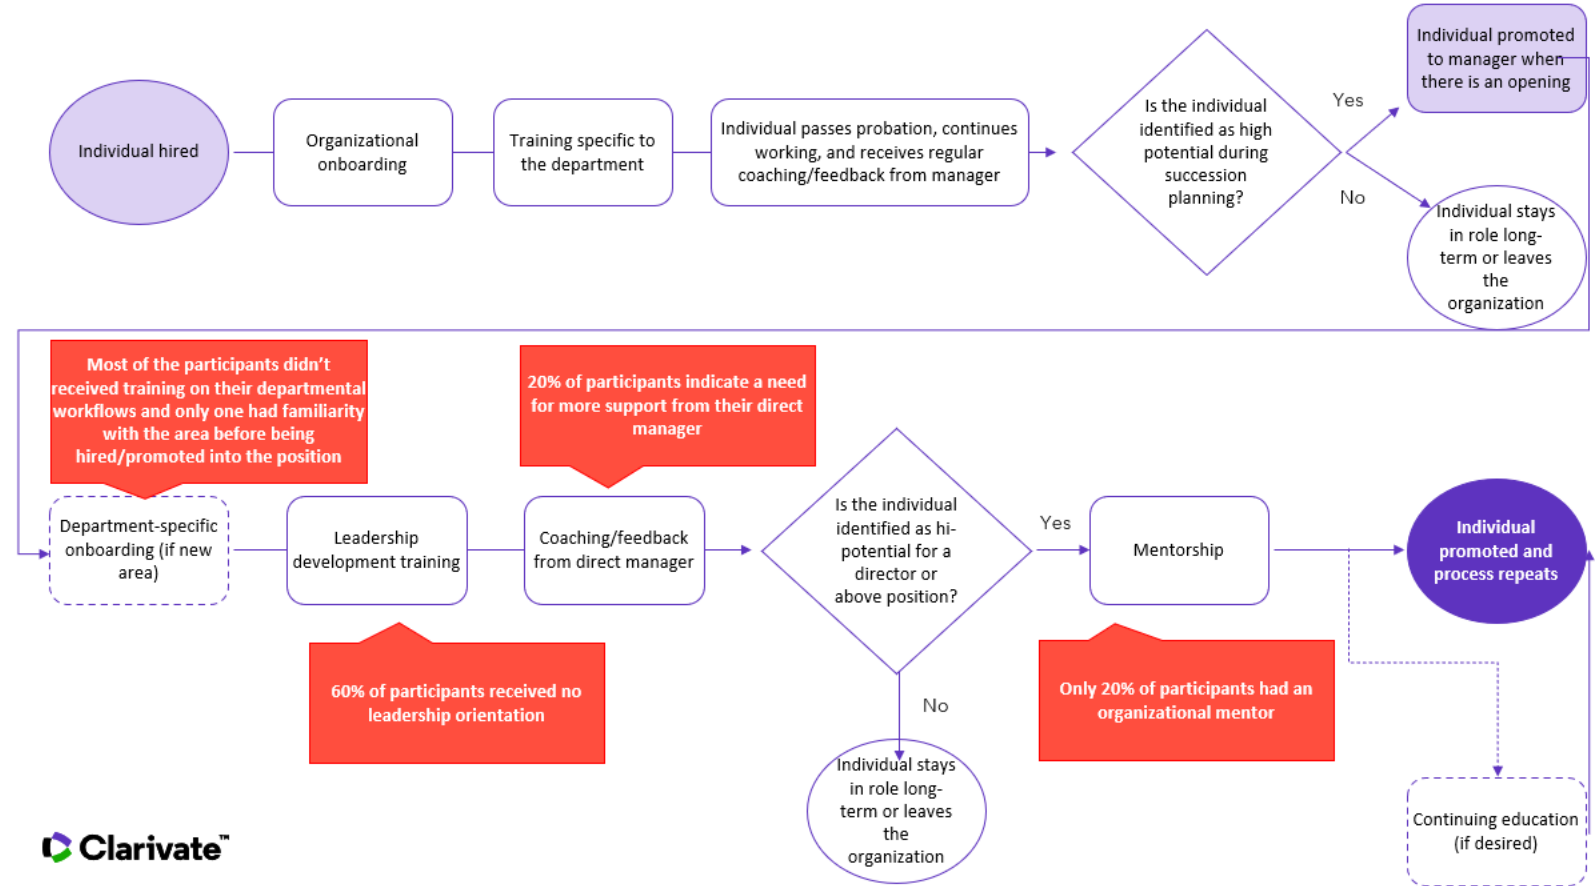 Individual hired
Organizational
onboarding
Training specific to
the department
Individual passes probation, continues
working, and receives regular
coaching/feedback from manager
Is the individual
identified as high
potential during
succession
planning?
Yes
No
Individual promoted
to manager when
there is an opening
Individual stays
in role long-
term or leaves
the
organization
Most of the participants didn’t
received training on their departmental
workflows and only one had familiarity
with the area before being
hired/promoted into the position
20% of participants indicate a need
for more support from their direct
manager
Department-specific
onboarding (if new
area)
Leadership
development training
Coaching/feedback
from direct manager
Is the individual
identified as hi-
potential for a
director or
above position?
Yes
Mentorship
Individual
promoted and
process repeats
60% of participants received no
leadership orientation
No
Only 20% of participants had an
organizational mentor
Individual stays
in role long-
term or leaves
the
organization
Continuing education
(if desired)
Clarivate™